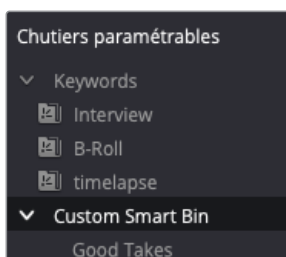 Chutiers paramétrables
Keywords
Interview
B-Roll
timelapse
Custom Smart Bin
Good Takes